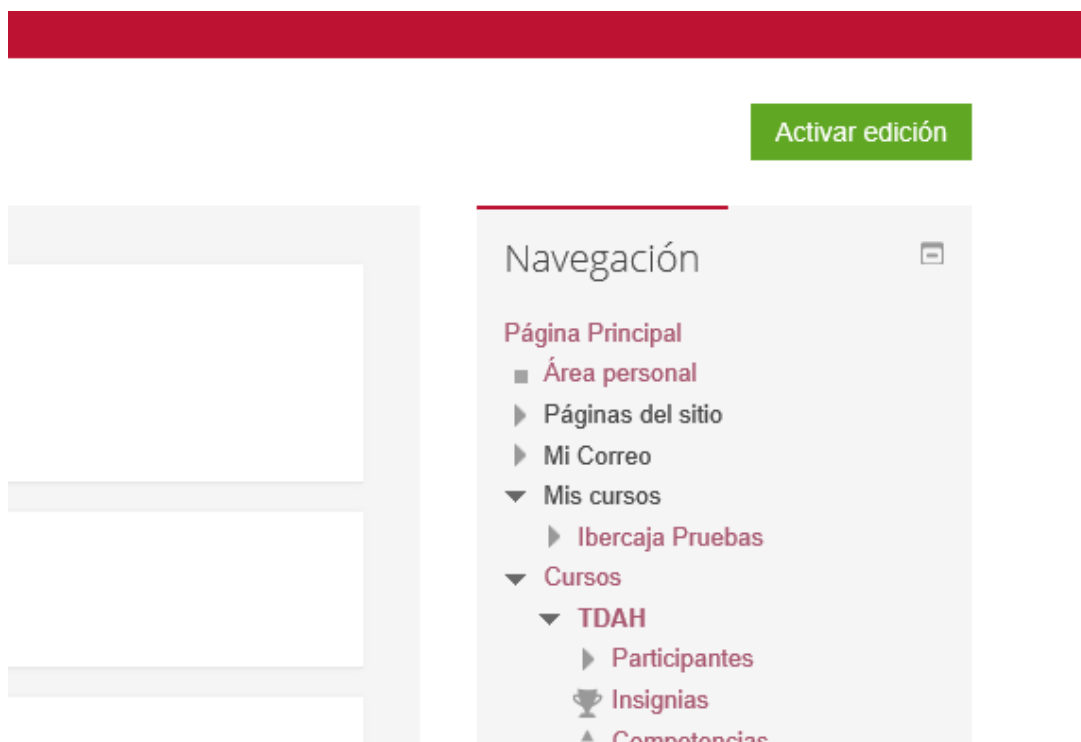 Activar edición
Navegación
Página Principal
Área personal
Páginas del sitio
Mi Correo
Mis cursos
Ibercaja Pruebas
Cursos
TDAH
Participantes
Insignias
Competencias